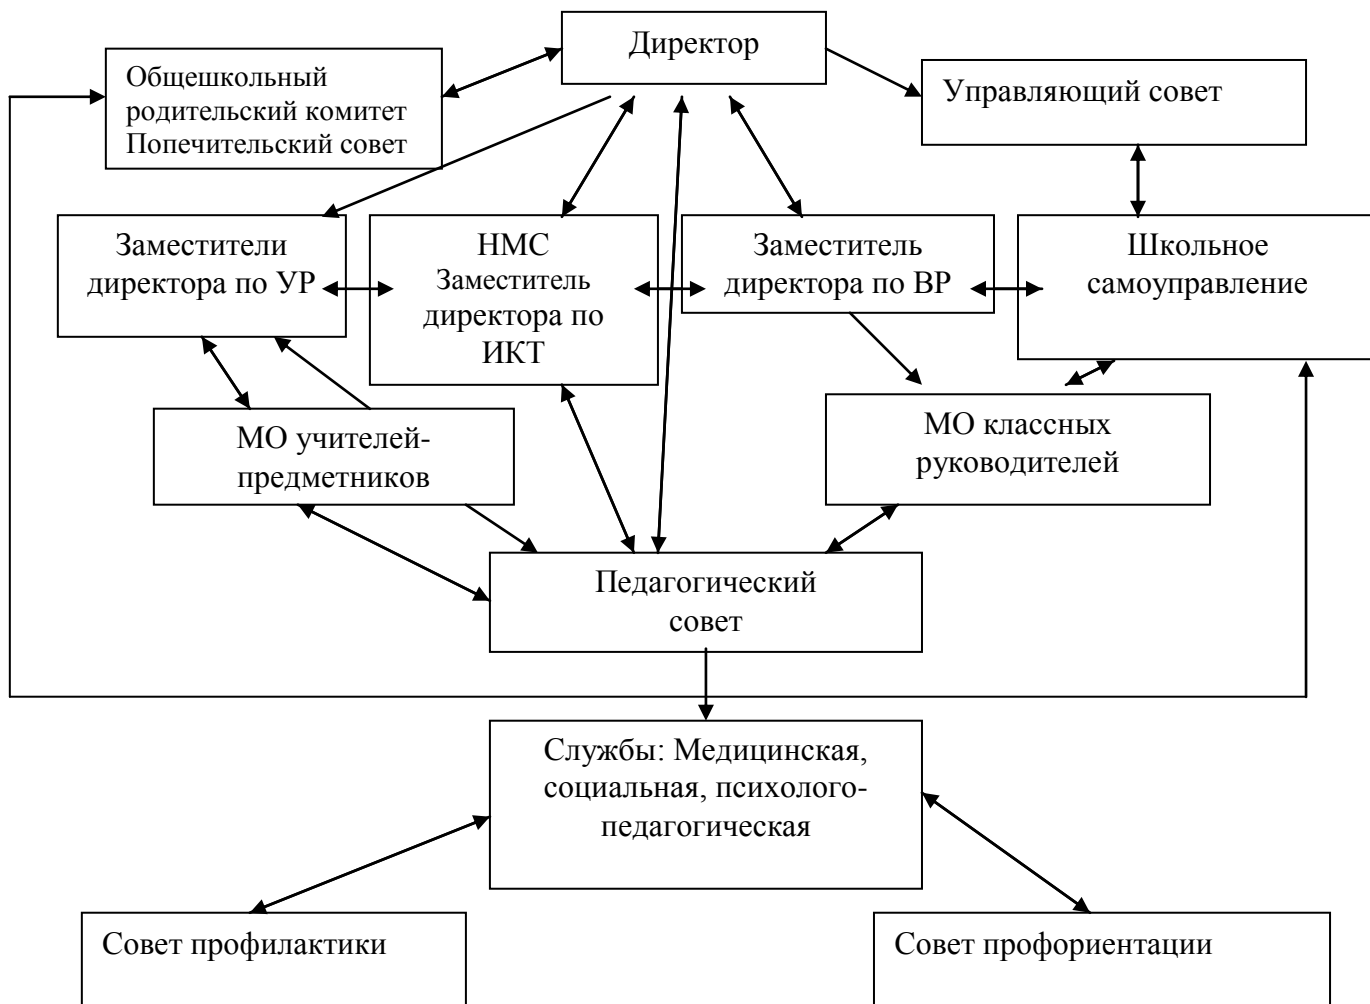 Директор
Общешкольный
родительский комитет
Попечительский совет
Управляющий совет
Заместители
директора по УР
НМС
Заместитель
директора по
ИКТ
Заместитель
директора по ВР
Школьное
самоуправление
МО учителей-
предметников
МО классных
руководителей
Педагогический
совет
Службы: Медицинская,
социальная, психолого-
педагогическая
Совет профилактики
Совет профориентации